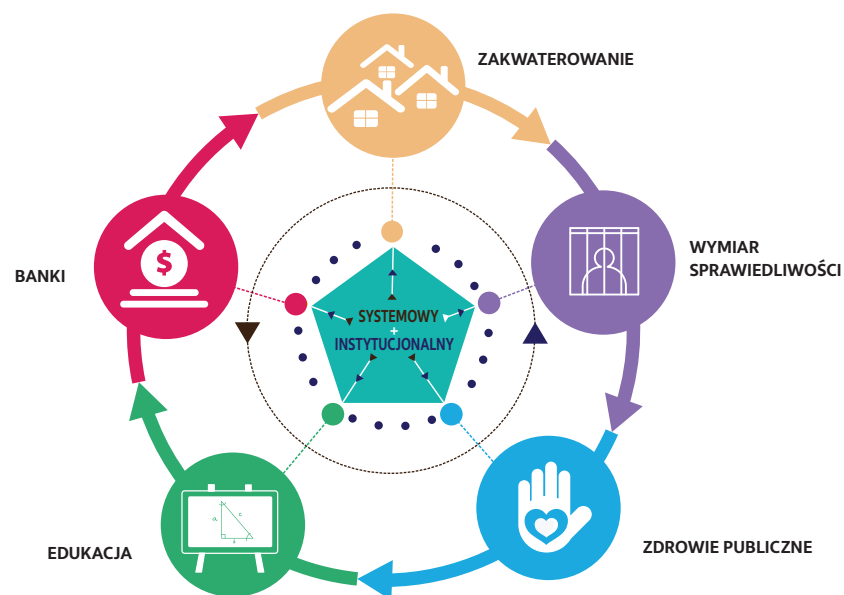 ZAKWATEROWANIE
WYMIAR
SPRAWIEDLIWOŚCI
BANKI
$
SYSTEMOWY
+
INSTYTUCJONALNY
EDUKACJA
a
c
ZDROWIE PUBLICZNE